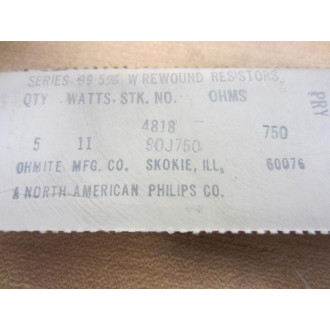 SERIES 99 5% WIREWOUND RESISTORS
QTY WATTS STK. NO. OHMS
4818
5 11 90J750 750
OHMITE MFG. CO. SKOKIE, ILL. 60076
A NORTH AMERICAN PHILIPS CO.
PRY